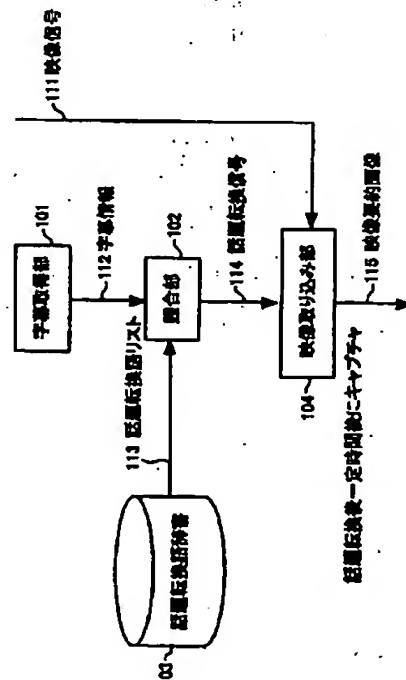 字幕取得部
101
112 字幕情報
111 映像信号
113 話題転換語リスト
照合部
102
話題転換語辞書
03
114 話題転換信号
映像取り込み部
104
115 映像要約画像
話題転換後一定時間後にキャプチャ